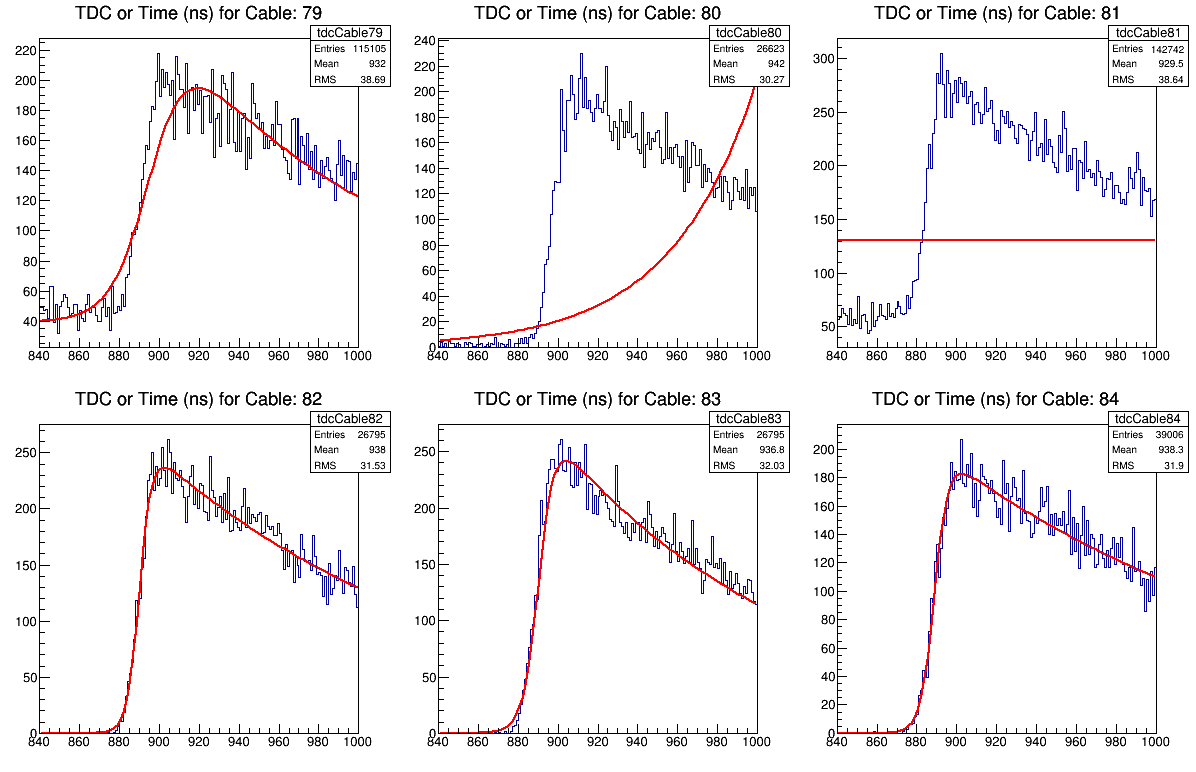 TDC or Time (ns) for Cable: 79
tdcCable79
Entries 115105
Mean 932
RMS 38.69
220
200
180
160
140
120
100
80
60
40
840 860 880 900 920 940 960 980 1000
TDC or Time (ns) for Cable: 80
tdcCable80
Entries 26623
Mean 942
RMS 30.27
240
220
200
180
160
140
120
100
80
60
40
20
0
840 860 880 900 920 940 960 980 1000
TDC or Time (ns) for Cable: 81
tdcCable81
Entries 142742
Mean 929.5
RMS 38.64
300
250
200
150
100
50
840 860 880 900 920 940 960 980 1000
TDC or Time (ns) for Cable: 82
tdcCable82
Entries 26795
Mean 938
RMS 31.53
250
200
150
100
50
0
840 860 880 900 920 940 960 980 1000
TDC or Time (ns) for Cable: 83
tdcCable83
Entries 26795
Mean 936.8
RMS 32.03
250
200
150
100
50
0
840 860 880 900 920 940 960 980 1000
TDC or Time (ns) for Cable: 84
tdcCable84
Entries 39006
Mean 938.3
RMS 31.9
200
180
160
140
120
100
80
60
40
20
0
840 860 880 900 920 940 960 980 1000